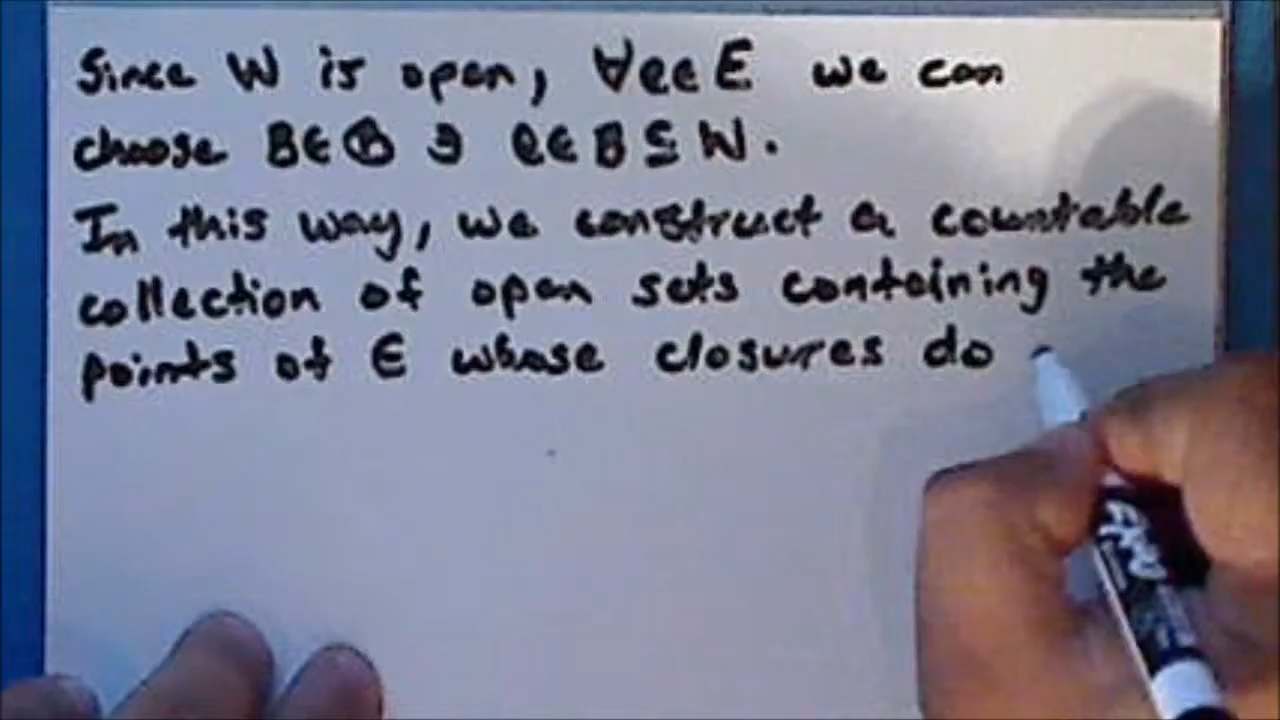 Since W is open, ∀e∈E we can
choose B∈𝓑 ∋ e∈B⊆W.
In this way, we construct a countable
collection of open sets containing the
points of E whose closures do
EXPO